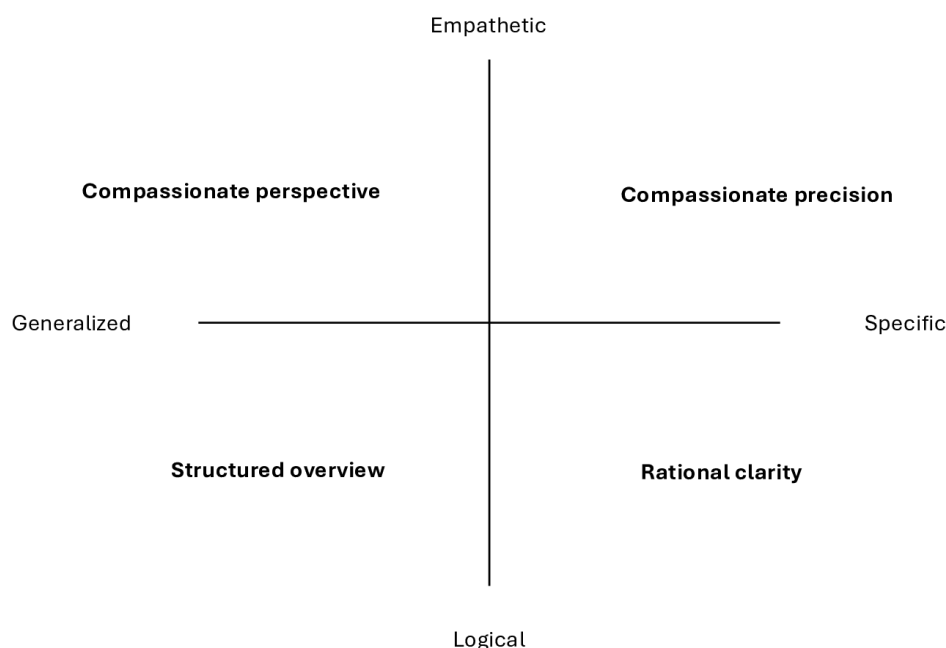 Empathetic
Compassionate perspective
Compassionate precision
Generalized
Specific
Structured overview
Rational clarity
Logical